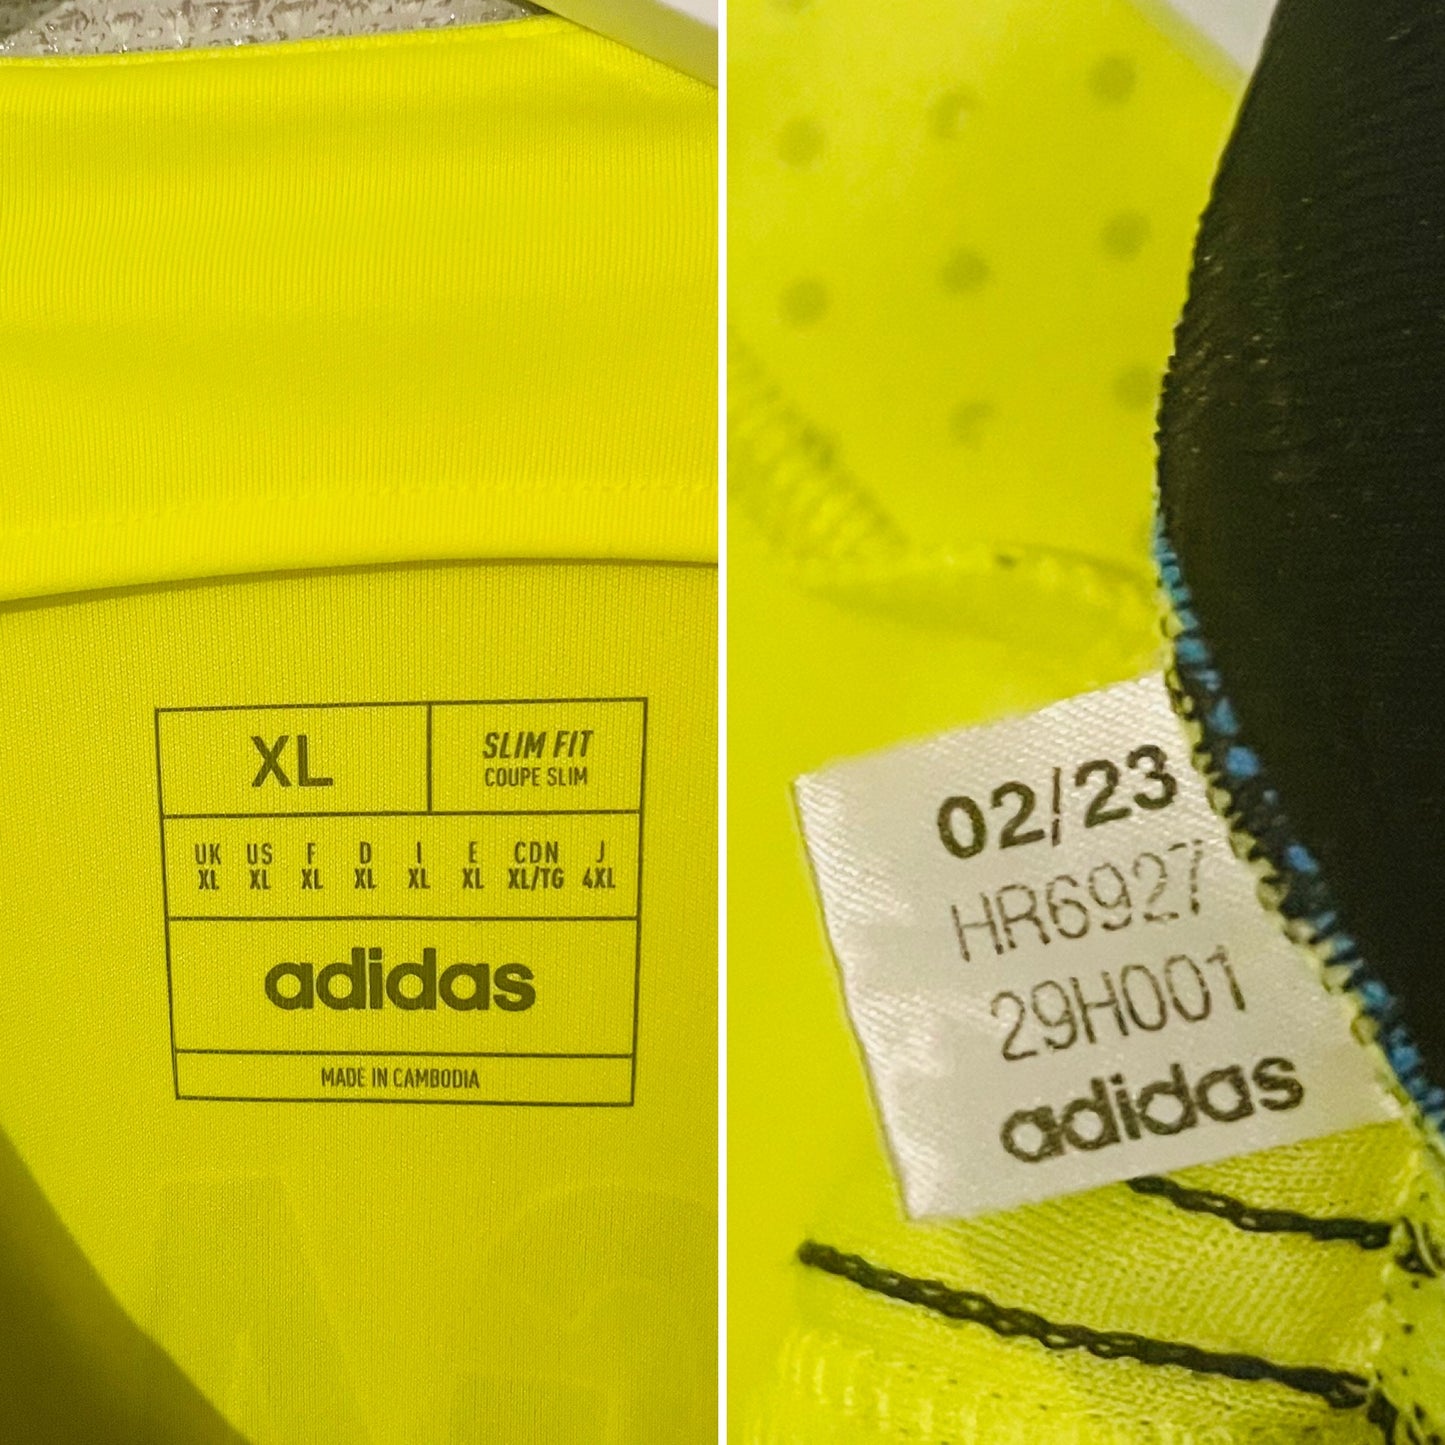 XL
SLIM FIT
COUPE SLIM
UK US F D I E CDN J
XL XL XL XL XL XL XL/TG 4XL
adidas
MADE IN CAMBODIA
02/23
HR6927
29H001
adidas